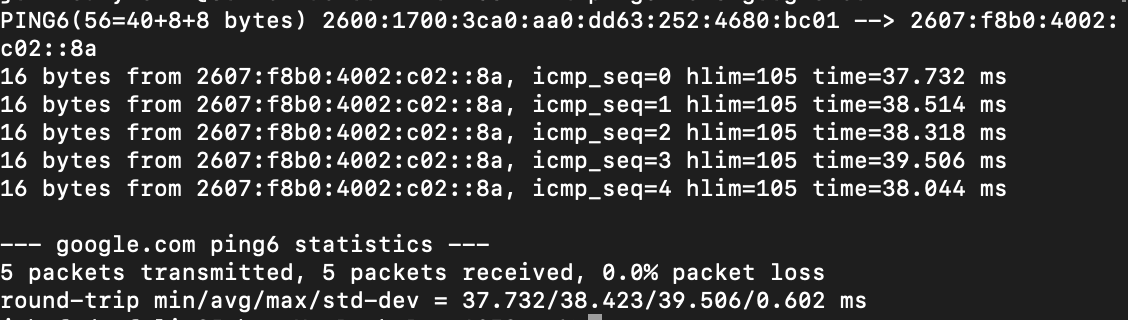 PING6(56=40+8+8 bytes) 2600:1700:3ca0:aa0:dd63:252:4680:bc01 --> 2607:f8b0:4002:
c02::8a
16 bytes from 2607:f8b0:4002:c02::8a, icmp_seq=0 hlim=105 time=37.732 ms
16 bytes from 2607:f8b0:4002:c02::8a, icmp_seq=1 hlim=105 time=38.514 ms
16 bytes from 2607:f8b0:4002:c02::8a, icmp_seq=2 hlim=105 time=38.318 ms
16 bytes from 2607:f8b0:4002:c02::8a, icmp_seq=3 hlim=105 time=39.506 ms
16 bytes from 2607:f8b0:4002:c02::8a, icmp_seq=4 hlim=105 time=38.044 ms

--- google.com ping6 statistics ---
5 packets transmitted, 5 packets received, 0.0% packet loss
round-trip min/avg/max/std-dev = 37.732/38.423/39.506/0.602 ms